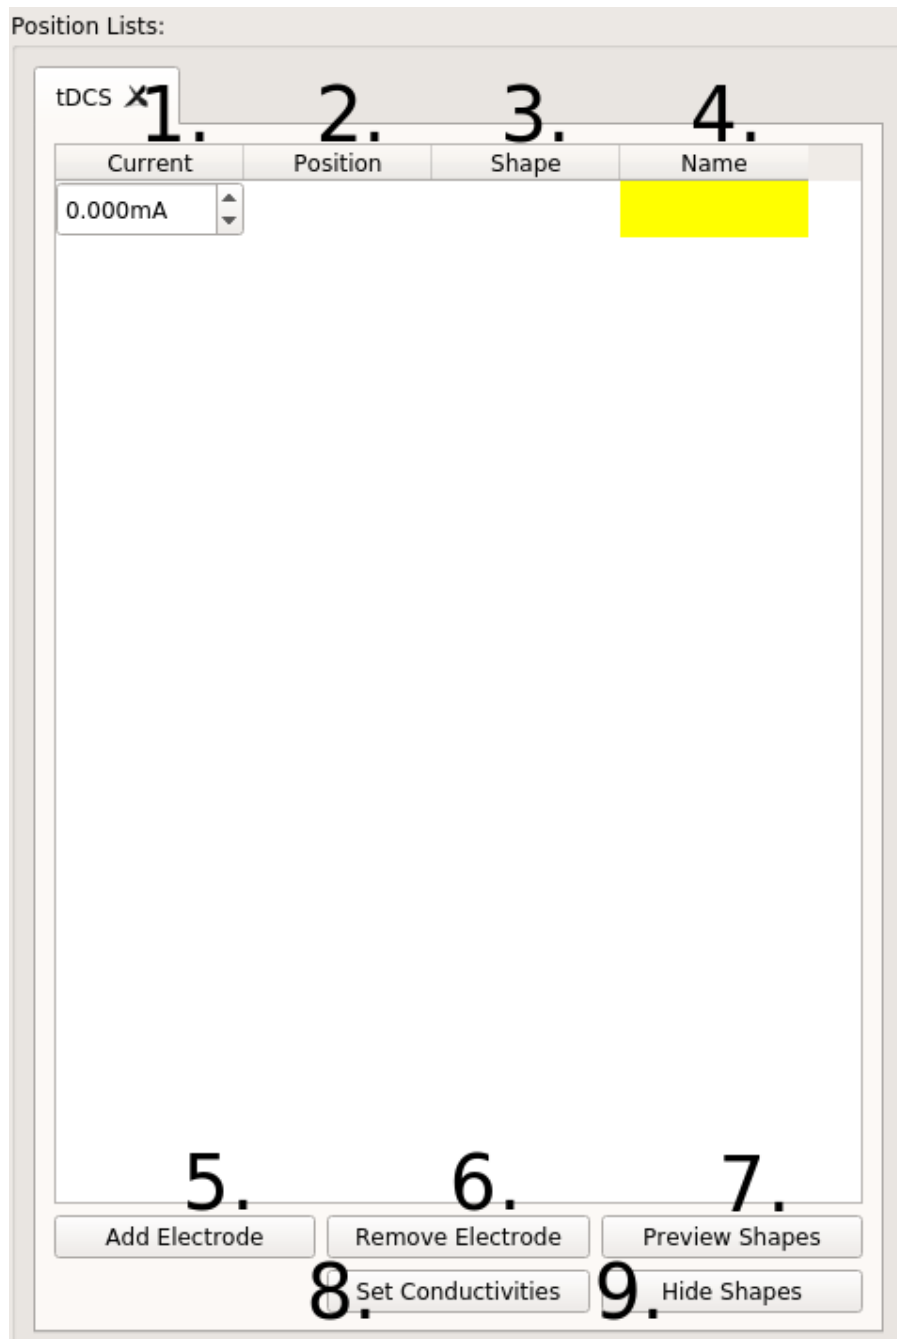 Position Lists:
tDCS
1. 2. 3. 4.
Current Position Shape Name
0.000mA
5. 6. 7.
Add Electrode Remove Electrode Preview Shapes
8. Set Conductivities 9. Hide Shapes